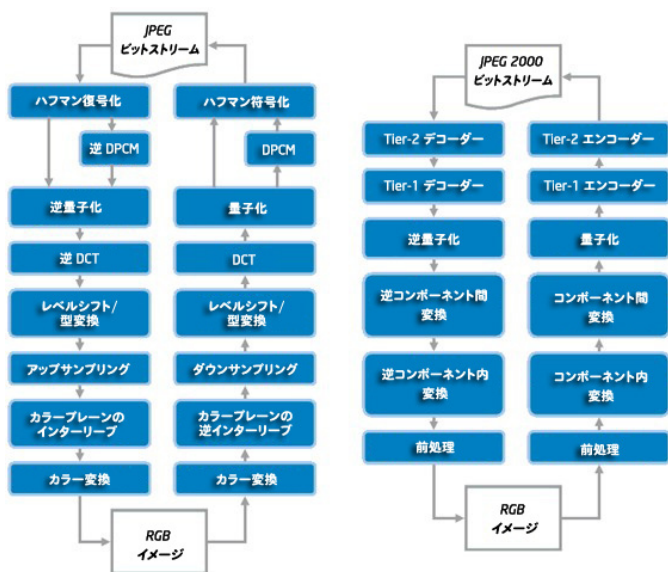 JPEG
ビットストリーム
ハフマン復号化
逆 DPCM
逆量子化
逆 DCT
レベルシフト/
型変換
アップサンプリング
カラープレーンの
インターリーブ
カラー変換
ハフマン符号化
DPCM
量子化
DCT
レベルシフト/
型変換
ダウンサンプリング
カラープレーンの
逆インターリーブ
カラー変換
RGB
イメージ
JPEG 2000
ビットストリーム
Tier-2 デコーダー
Tier-1 デコーダー
逆量子化
逆コンポーネント間
変換
逆コンポーネント内
変換
前処理
Tier-2 エンコーダー
Tier-1 エンコーダー
量子化
コンポーネント間
変換
コンポーネント内
変換
前処理
RGB
イメージ